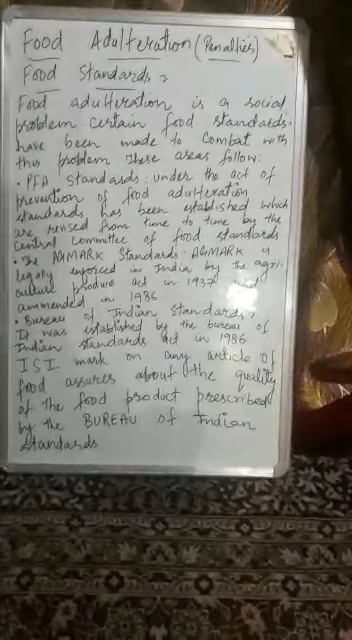 Food Adulteration (Penalties)
Food Standards:
Food adulteration is a social
problem certain food standards
have been made to combat with
this problem These areas follow:
• PFA Standards: under the act of
prevention of food adulteration
standards has been established which
are revised from time to time by the
central committee of food standards
• The AGMARK Standards: AGMARK is
legally enforced in India by the agri-
culture produce act in 1937 and
ammended in 1986
• Bureau of Indian Standards:
It was established by the bureau of
Indian standards act in 1986
ISI mark on any article of
food assures about the quality
of the food product prescribed
by the BUREAU of Indian
standards